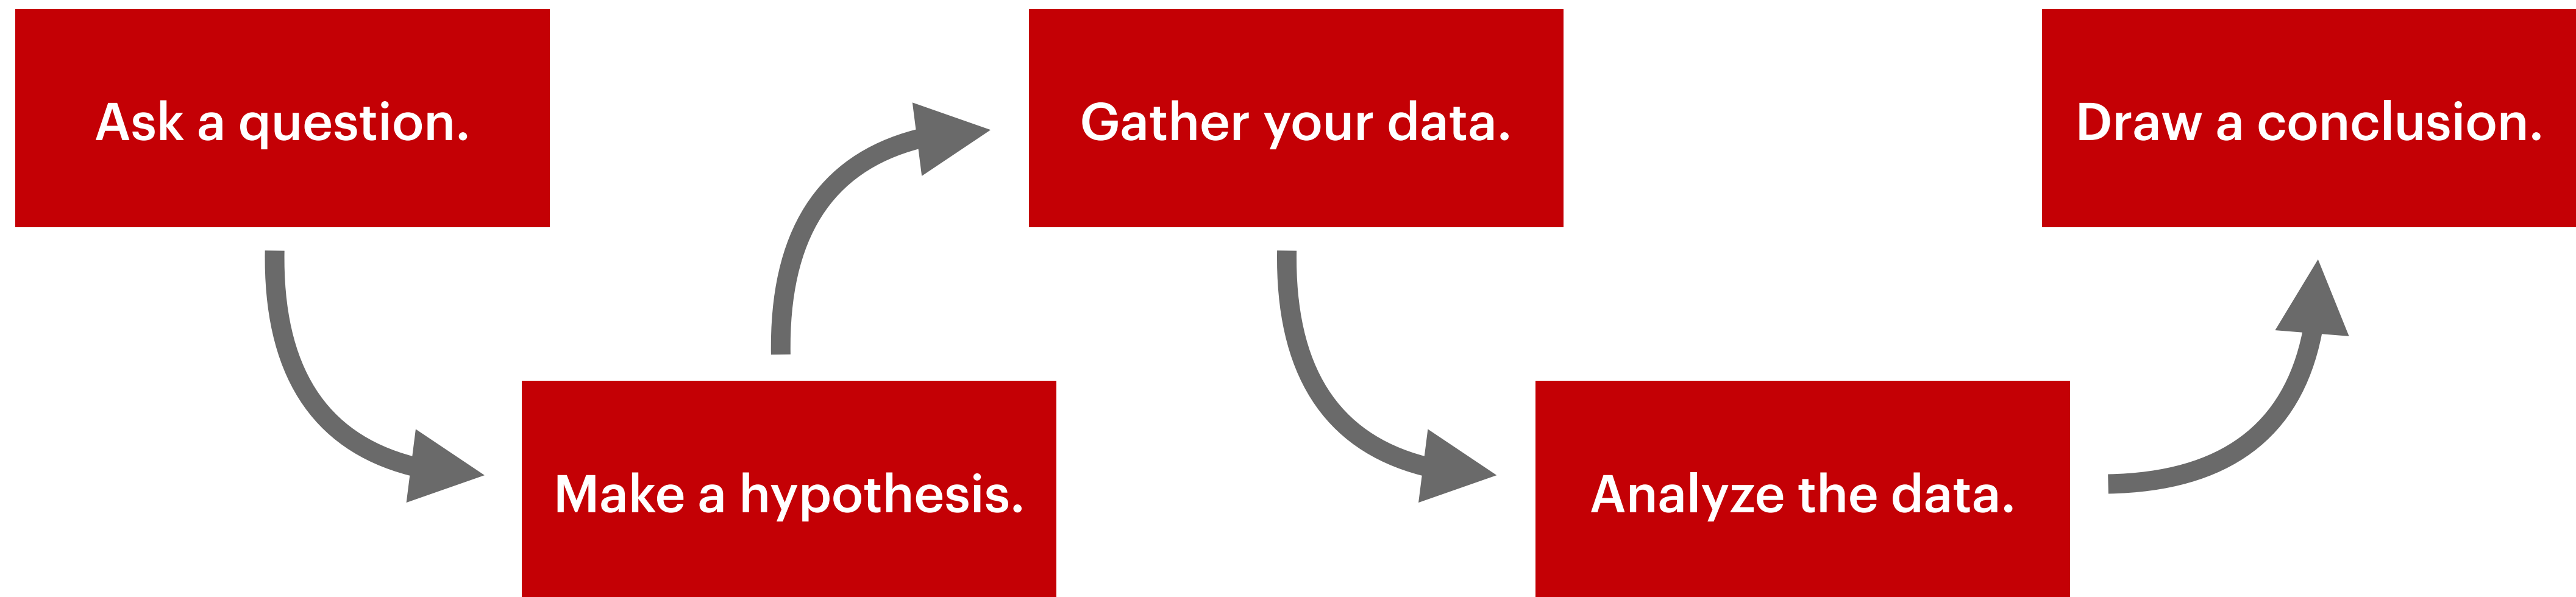 Ask a question.
Make a hypothesis.
Gather your data.
Analyze the data.
Draw a conclusion.